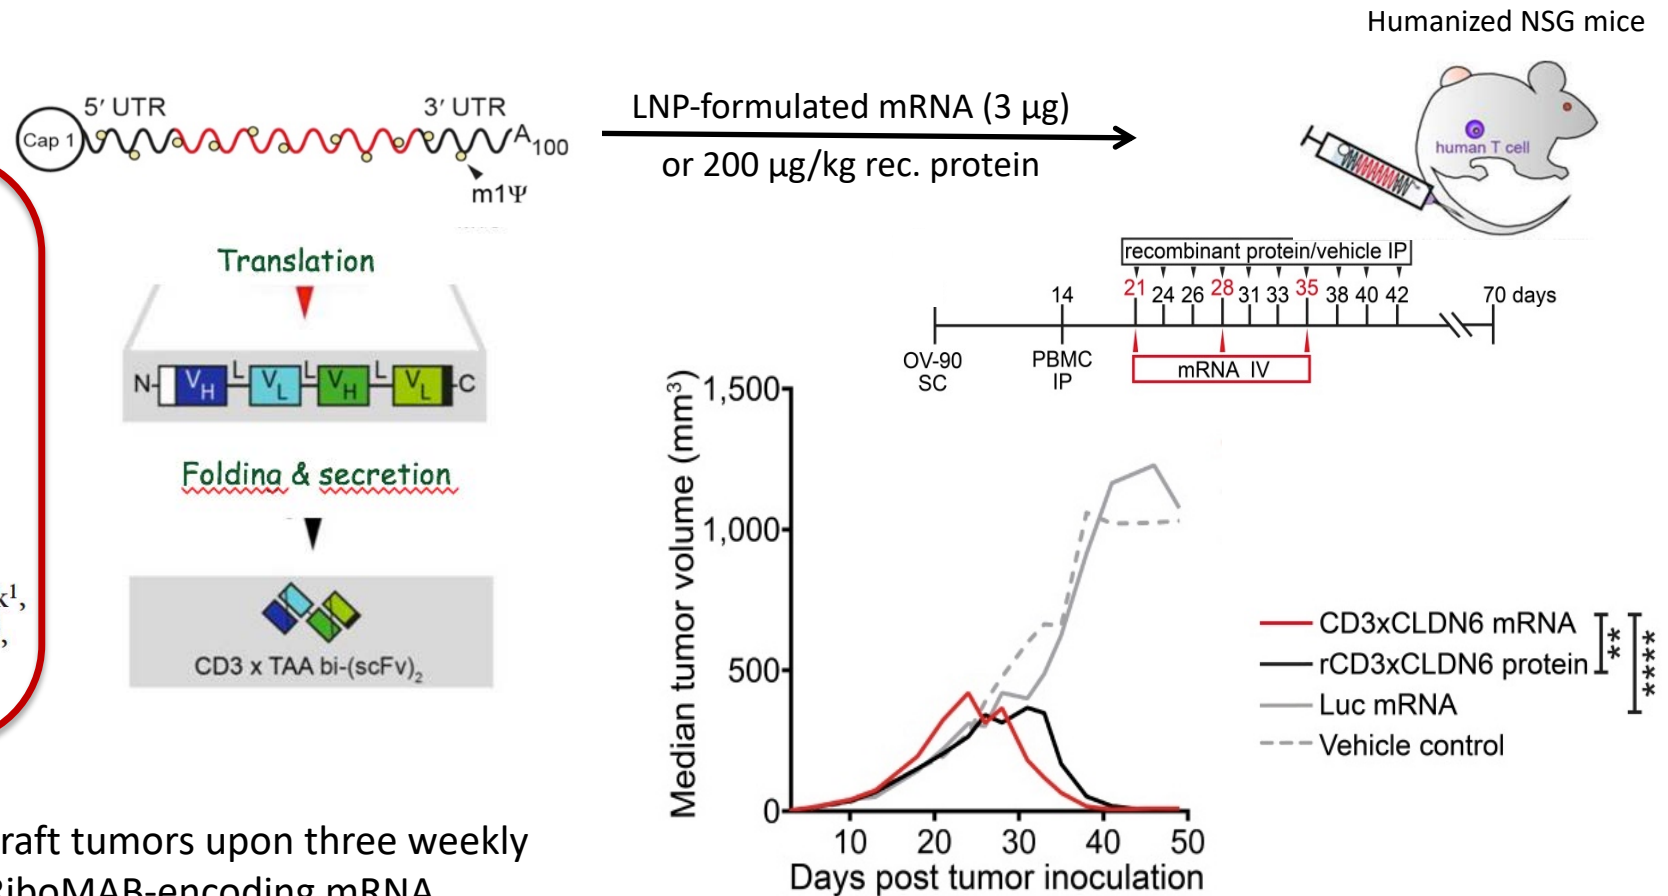 Humanized NSG mice
5′ UTR
3′ UTR
Cap 1
A100
m1Ψ
LNP-formulated mRNA (3 µg)
or 200 µg/kg rec. protein
human T cell
Translation
N- VH L VL L VH L VL -C
Folding & secretion
CD3 x TAA bi-(scFv)2
recombinant protein/vehicle IP
14 21 24 26 28 31 33 35 38 40 42 70 days
OV-90
SC
PBMC
IP
mRNA IV
Median tumor volume (mm³)
1,500
1,000
500
0
10 20 30 40 50
Days post tumor inoculation
CD3xCLDN6 mRNA
rCD3xCLDN6 protein
Luc mRNA
Vehicle control
**
****
raft tumors upon three weekly
RiboMAB-encoding mRNA